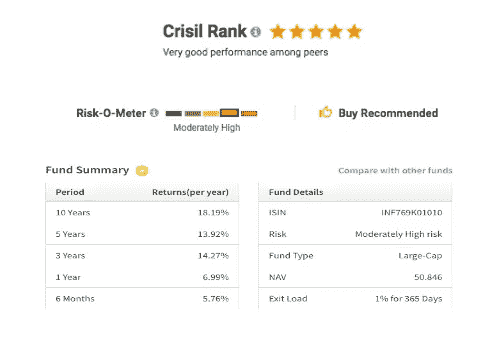 Crisil Rank
Very good performance among peers
Risk-O-Meter
Buy Recommended
Moderately High
Fund Summary
Compare with other funds
Period Returns(per year)
10 Years 18.19%
5 Years 13.92%
3 Years 14.27%
1 Year 6.99%
6 Months 5.76%
Fund Details
ISIN INF769K01010
Risk Moderately High risk
Fund Type Large-Cap
NAV 50.846
Exit Load 1% for 365 Days